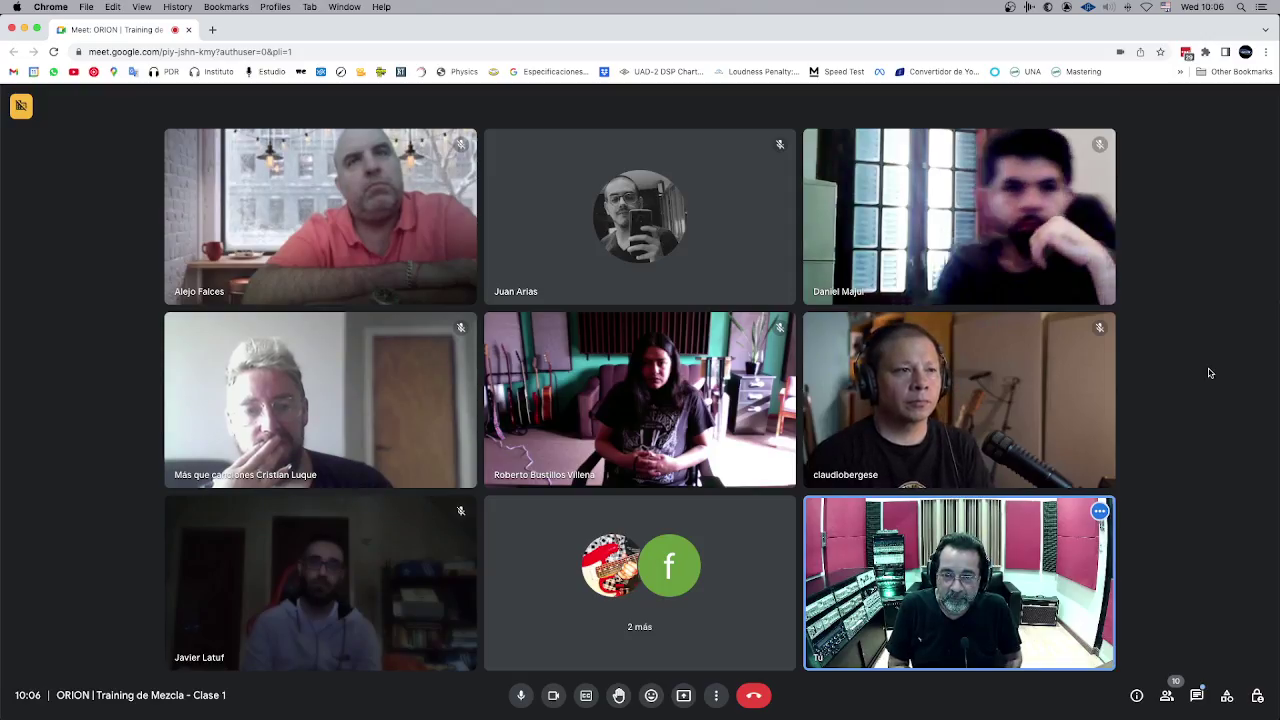 Chrome File Edit View History Bookmarks Profiles Tab Window Help Wed 10:06
Meet: ORION | Training de
meet.google.com/piy-jshn-kmy?authuser=0&pli=1
PDR Instituto Estudio Physics Especificaciones... UAD-2 DSP Chart... Loudness Penalty:... Speed Test Convertidor de Yo... UNA Mastering » Other Bookmarks
Alejo Falces
Juan Arias
Daniel Majul
Más que canciones Cristian Luque
Roberto Bustillos Villena
claudiobergese
Javier Latuf
f
2 más
Tú
10:06 | ORION | Training de Mezcla - Clase 1
10